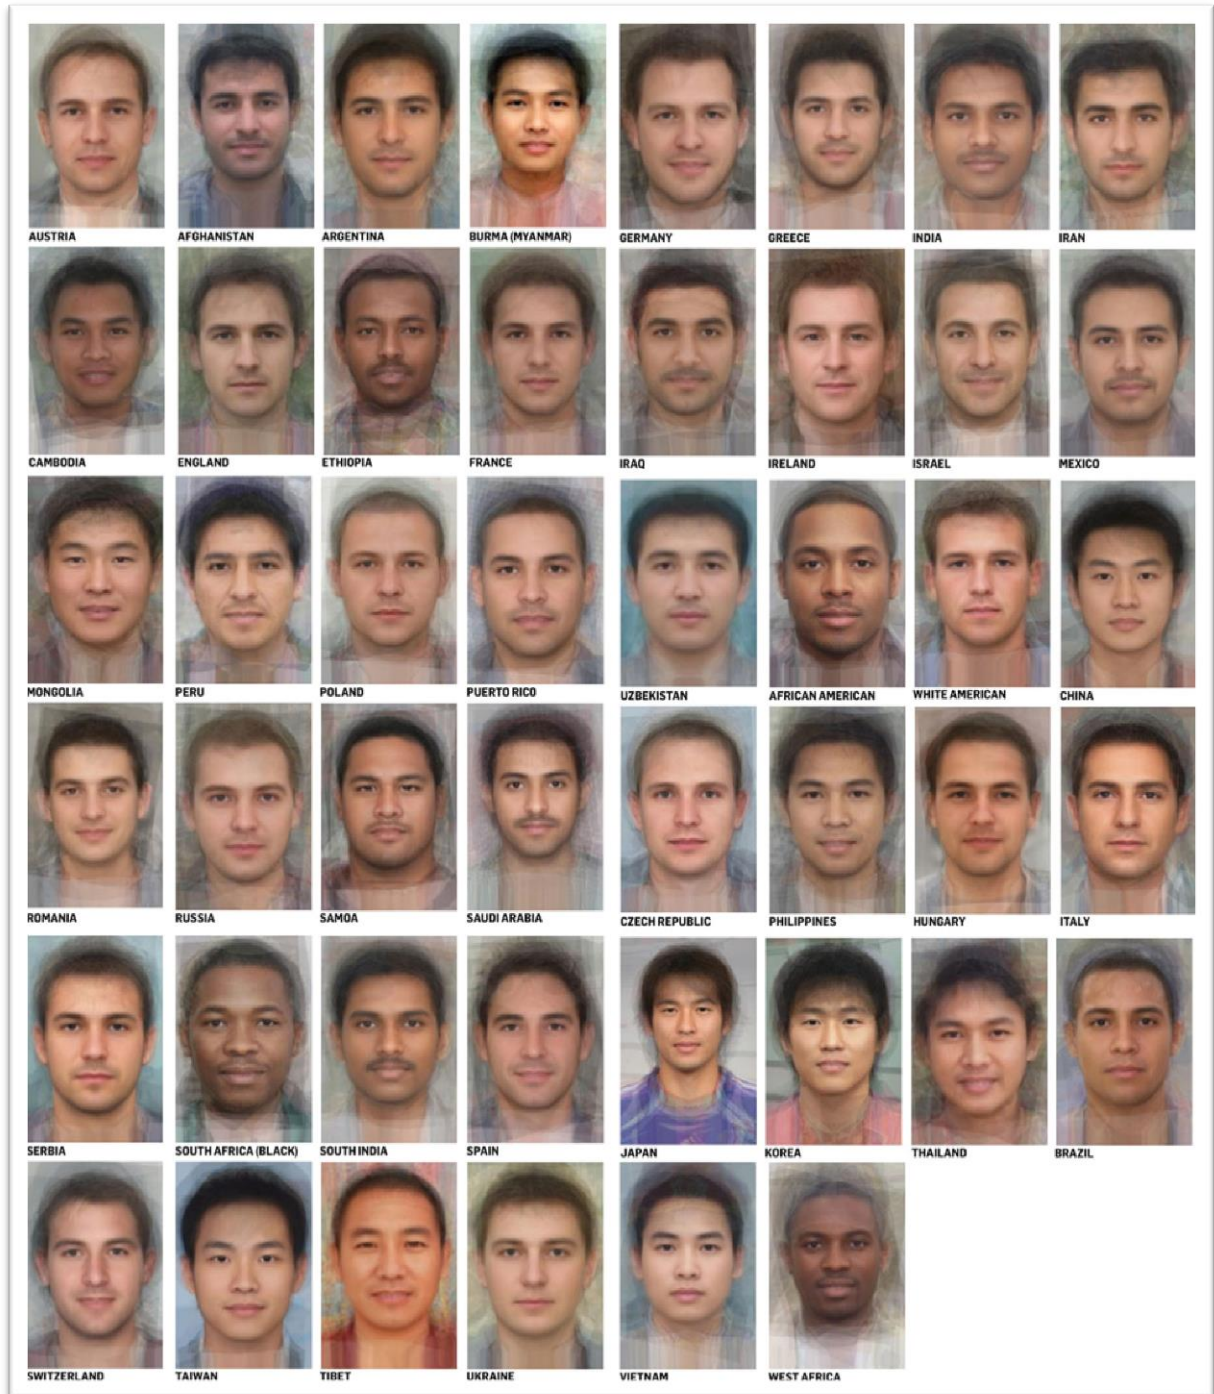 AUSTRIA AFGHANISTAN ARGENTINA BURMA (MYANMAR) GERMANY GREECE INDIA IRAN
CAMBODIA ENGLAND ETHIOPIA FRANCE IRAQ IRELAND ISRAEL MEXICO
MONGOLIA PERU POLAND PUERTO RICO UZBEKISTAN AFRICAN AMERICAN WHITE AMERICAN CHINA
ROMANIA RUSSIA SAMOA SAUDI ARABIA CZECH REPUBLIC PHILIPPINES HUNGARY ITALY
SERBIA SOUTH AFRICA (BLACK) SOUTH INDIA SPAIN JAPAN KOREA THAILAND BRAZIL
SWITZERLAND TAIWAN TIBET UKRAINE VIETNAM WEST AFRICA